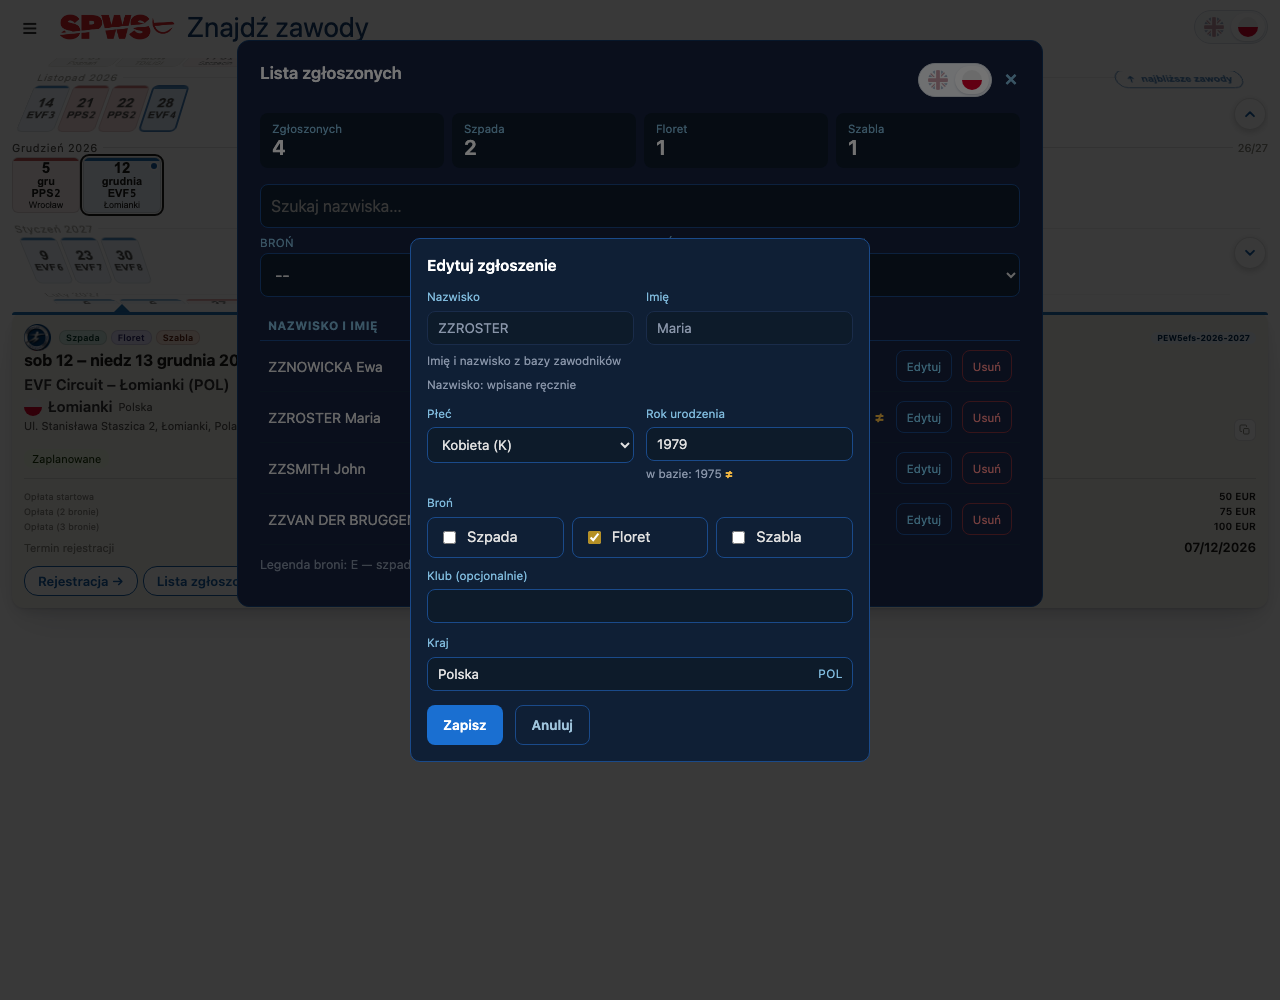 SPWS Znajdź zawody
Listopad 2026
najbliższe zawody
14 EVF3
21 PPS2
22 PPS2
28 EVF4
Grudzień 2026
26/27
5
gru
PPS2
Wrocław
12
grudnia
EVF5
Łomianki
Styczeń 2027
9 EVF6
23 EVF7
30 EVF8
Szpada Floret Szabla
PEWSefs-2026-2027
sob 12 – niedz 13 grudnia 20
EVF Circuit – Łomianki (POL)
Łomianki Polska
Ul. Stanisława Staszica 2, Łomianki, Pola
Zaplanowane
Opłata startowa
50 EUR
Opłata (2 bronie)
75 EUR
Opłata (3 bronie)
100 EUR
Termin rejestracji
07/12/2026
Rejestracja →
Lista zgłoszo
Lista zgłoszonych
×
Zgłoszonych
4
Szpada
2
Floret
1
Szabla
1
Szukaj nazwiska...
BROŃ
--
NAZWISKO I IMIĘ
ZZNOWICKA Ewa
Edytuj Usuń
ZZROSTER Maria
≠ Edytuj Usuń
ZZSMITH John
Edytuj Usuń
ZZVAN DER BRUGGEN
Edytuj Usuń
Legenda broni: E — szpad
Edytuj zgłoszenie
Nazwisko
Imię
ZZROSTER
Maria
Imię i nazwisko z bazy zawodników
Nazwisko: wpisane ręcznie
Płeć
Rok urodzenia
Kobieta (K)
1979
w bazie: 1975 ≠
Broń
Szpada
Floret
Szabla
Klub (opcjonalnie)
Kraj
Polska
POL
Zapisz
Anuluj